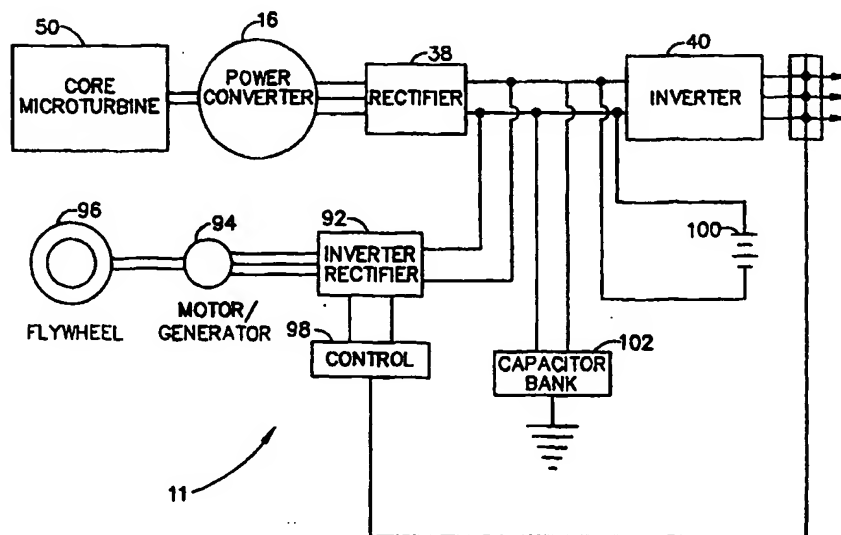 50
16
38
40
CORE
MICROTURBINE
POWER
CONVERTER
RECTIFIER
INVERTER
96
94
92
100
INVERTER
RECTIFIER
FLYWHEEL
MOTOR/
GENERATOR
98
CONTROL
102
CAPACITOR
BANK
11